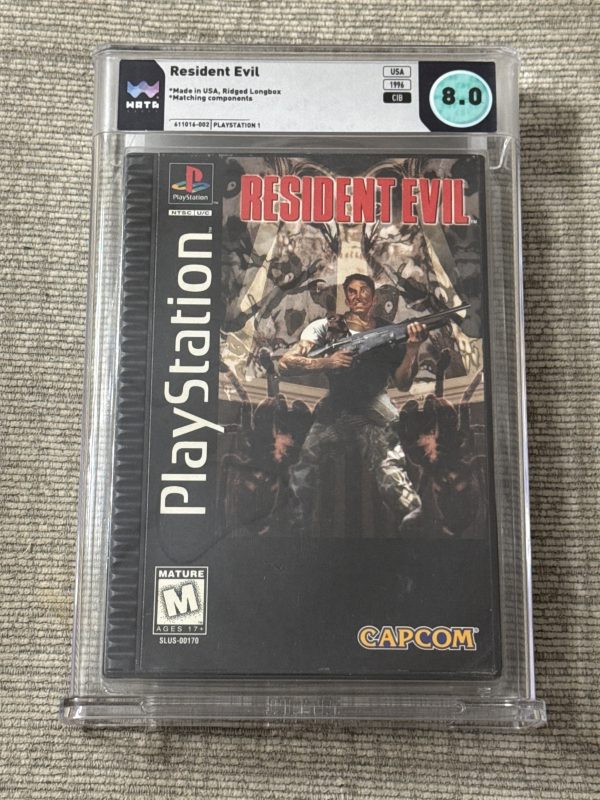 WATA
Resident Evil
*Made in USA, Ridged Longbox
*Matching components
611016-002 PLAYSTATION 1
USA
1996
CIB
8.0
PlayStation
NTSC U/C
RESIDENT EVIL
PlayStation
MATURE
M
AGES 17+
SLUS-00170
CAPCOM